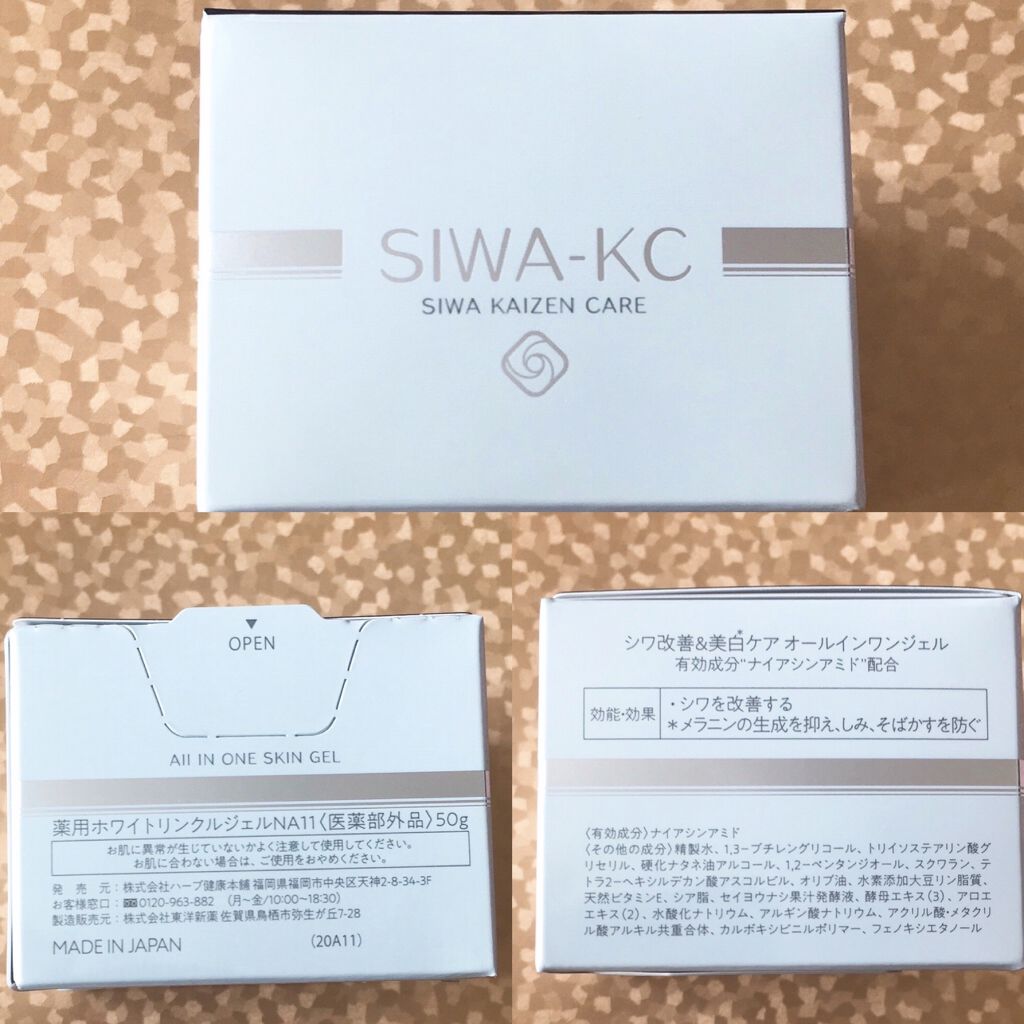 SIWA-KC
SIWA KAIZEN CARE
▼
OPEN
All IN ONE SKIN GEL
薬用ホワイトリンクルジェルNA11〈医薬部外品〉50g
お肌に異常が生じていないかよく注意して使用してください。
お肌に合わない場合は、ご使用をおやめください。
発 売 元:株式会社ハーブ健康本舗 福岡県福岡市中央区天神2-8-34-3F
お客様窓口:0120-963-882 (月〜金/10:00〜18:30)
製造販売元:株式会社東洋新薬 佐賀県鳥栖市弥生が丘7-28
MADE IN JAPAN (20A11)
シワ改善&美白*ケア オールインワンジェル
有効成分"ナイアシンアミド"配合
効能・効果
・シワを改善する
*メラニンの生成を抑え、しみ、そばかすを防ぐ
〈有効成分〉ナイアシンアミド
〈その他の成分〉精製水、1,3-ブチレングリコール、トリイソステアリン酸グ
リセリル、硬化ナタネ油アルコール、1,2-ペンタンジオール、スクワラン、テ
トラ2-ヘキシルデカン酸アスコルビル、オリブ油、水素添加大豆リン脂質、
天然ビタミンE、シア脂、セイヨウナシ果汁発酵液、酵母エキス(3)、アロエ
エキス(2)、水酸化ナトリウム、アルギン酸ナトリウム、アクリル酸・メタクリ
ル酸アルキル共重合体、カルボキシビニルポリマー、フェノキシエタノール